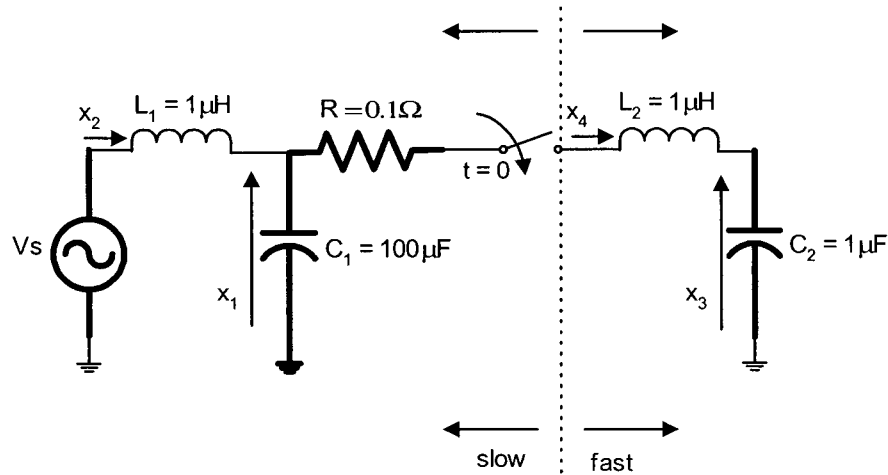 x₂
L₁ = 1μH
R = 0.1Ω
x₄
L₂ = 1μH
t = 0
Vs
x₁
C₁ = 100μF
x₃
C₂ = 1μF
slow
fast